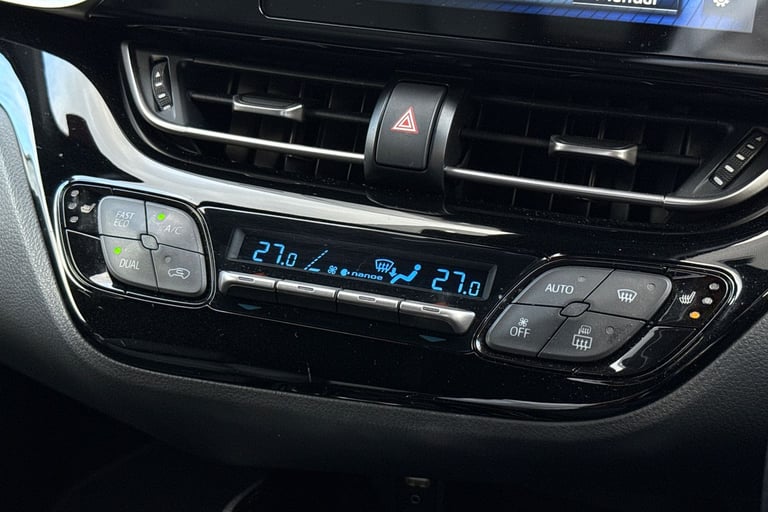 FAST
ECO
A/C
DUAL
27.0
nanoe
27.0
AUTO
OFF